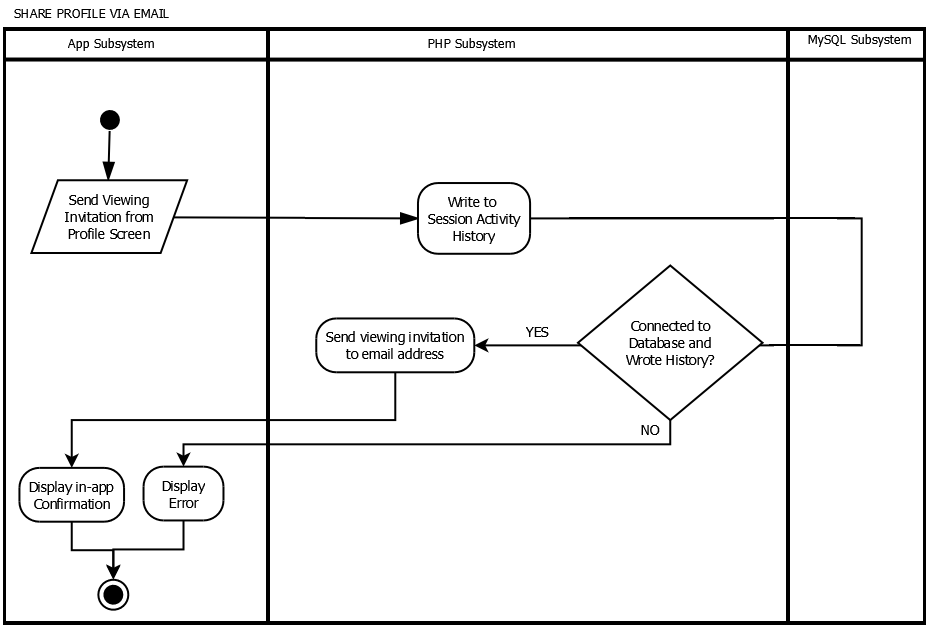 SHARE PROFILE VIA EMAIL
App Subsystem
PHP Subsystem
MySQL Subsystem
Send Viewing
Invitation from
Profile Screen
Write to
Session Activity
History
Connected to
Database and
Wrote History?
YES
Send viewing invitation
to email address
NO
Display in-app
Confirmation
Display
Error